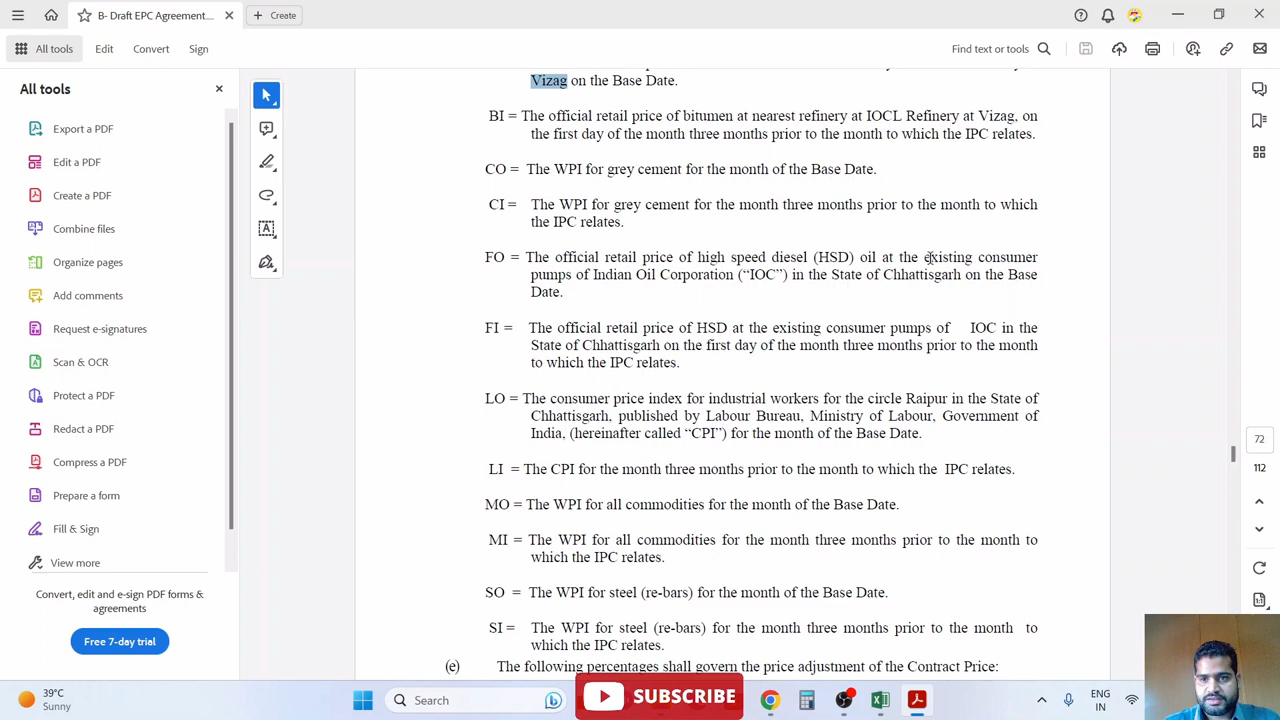 B- Draft EPC Agreement....
Create
All tools
Edit
Convert
Sign
Find text or tools
All tools
Export a PDF
Edit a PDF
Create a PDF
Combine files
Organize pages
Add comments
Request e-signatures
Scan & OCR
Protect a PDF
Redact a PDF
Compress a PDF
Prepare a form
Fill & Sign
View more
Convert, edit and e-sign PDF forms &
agreements
Free 7-day trial
Vizag on the Base Date.
BI = The official retail price of bitumen at nearest refinery at IOCL Refinery at Vizag, on
the first day of the month three months prior to the month to which the IPC relates.
CO = The WPI for grey cement for the month of the Base Date.
CI = The WPI for grey cement for the month three months prior to the month to which
the IPC relates.
FO = The official retail price of high speed diesel (HSD) oil at the existing consumer
pumps of Indian Oil Corporation (“IOC”) in the State of Chhattisgarh on the Base
Date.
FI = The official retail price of HSD at the existing consumer pumps of IOC in the
State of Chhattisgarh on the first day of the month three months prior to the month
to which the IPC relates.
LO = The consumer price index for industrial workers for the circle Raipur in the State of
Chhattisgarh, published by Labour Bureau, Ministry of Labour, Government of
India, (hereinafter called “CPI”) for the month of the Base Date.
LI = The CPI for the month three months prior to the month to which the IPC relates.
MO = The WPI for all commodities for the month of the Base Date.
MI = The WPI for all commodities for the month three months prior to the month to
which the IPC relates.
SO = The WPI for steel (re-bars) for the month of the Base Date.
SI = The WPI for steel (re-bars) for the month three months prior to the month to
which the IPC relates.
(e) The following percentages shall govern the price adjustment of the Contract Price:
72
112
39°C
Sunny
Search
SUBSCRIBE
ENG
IN